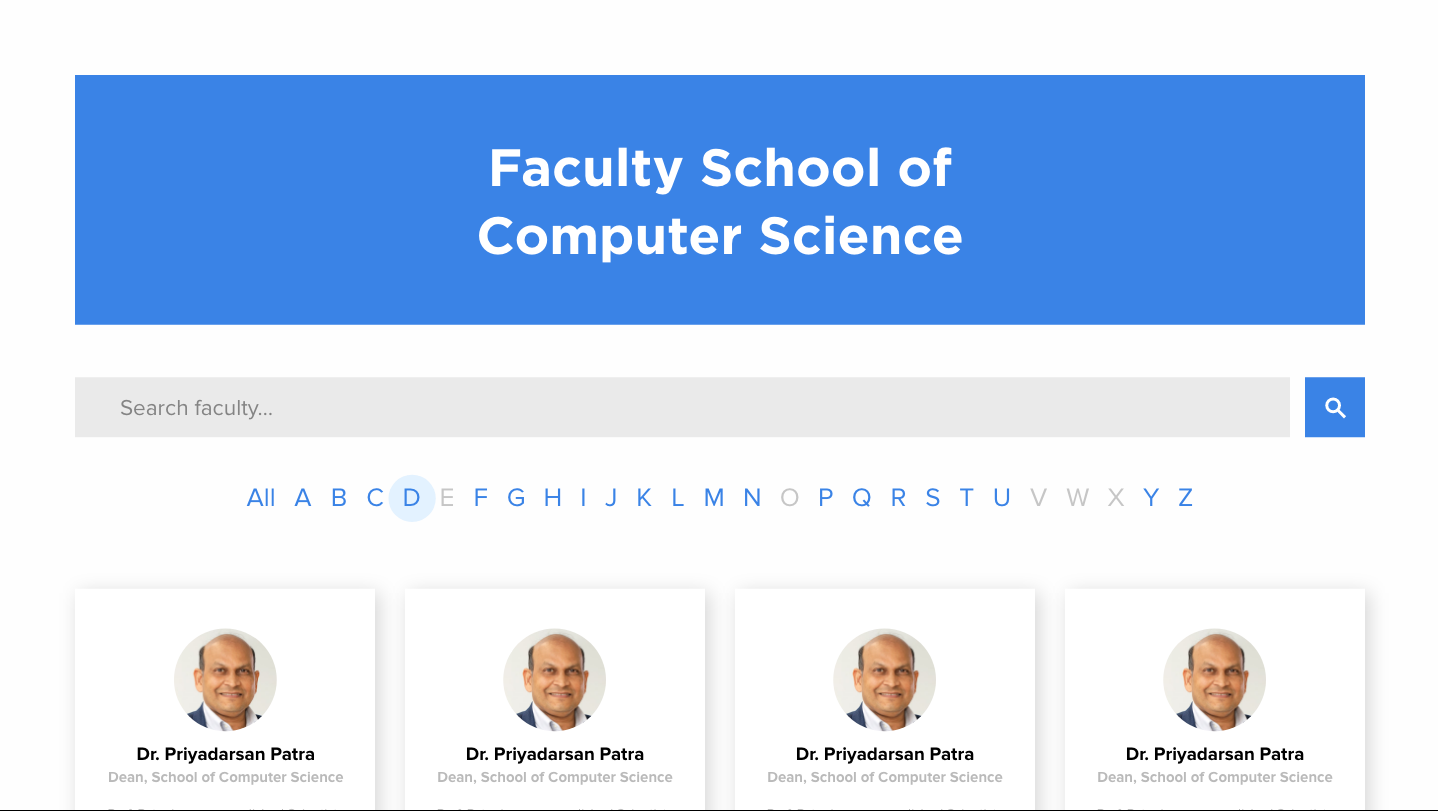 Faculty School of
Computer Science
Search faculty...
All A B C D E F G H I J K L M N O P Q R S T U V W X Y Z
Dr. Priyadarsan Patra Dr. Priyadarsan Patra Dr. Priyadarsan Patra Dr. Priyadarsan Patra
Dean, School of Computer Science Dean, School of Computer Science Dean, School of Computer Science Dean, School of Computer Science